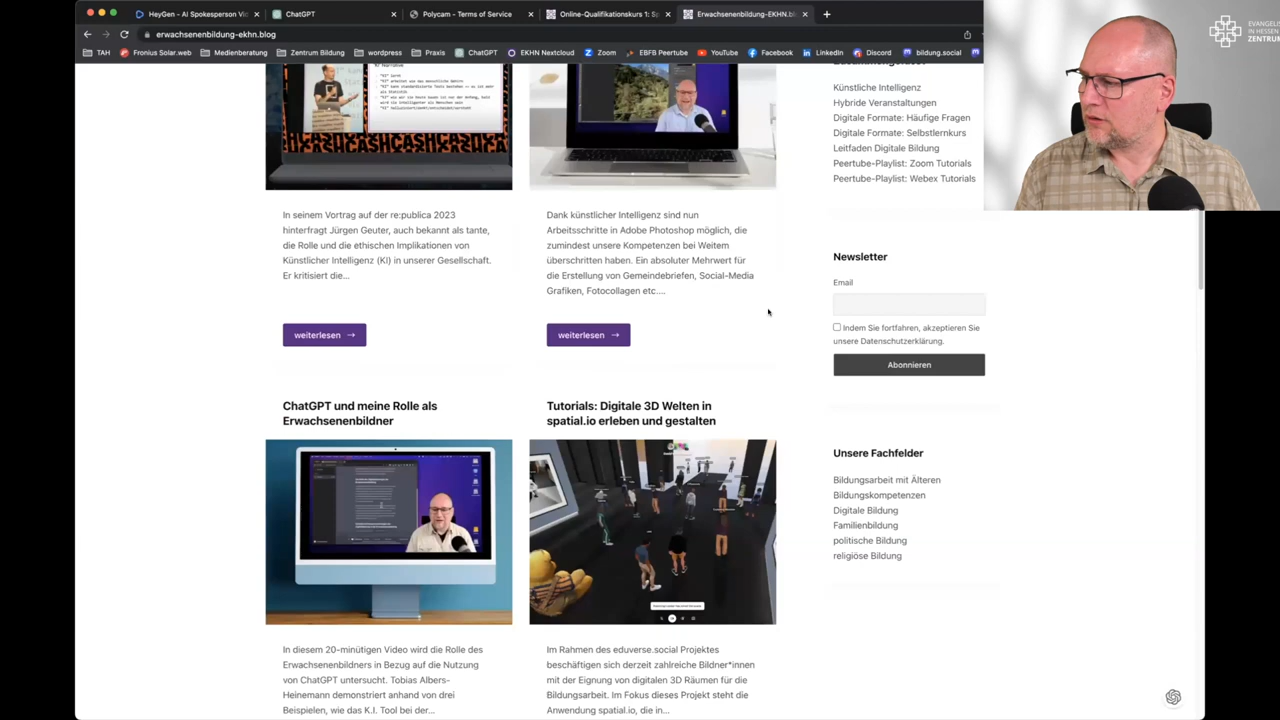 HeyGen - AI Spokesperson Vi
ChatGPT
Polycam - Terms of Service
Online-Qualifikationskurs 1: Sp
Erwachsenenbildung-EKHN.bl
erwachsenenbildung-ekhn.blog
TAH
Fronius Solar.web
Medienberatung
Zentrum Bildung
wordpress
Praxis
ChatGPT
EKHN Nextcloud
Zoom
EBFB Peertube
YouTube
Facebook
LinkedIn
Discord
bildung.social
EVANGELIS
IN HESSEN
ZENTRUM
Künstliche Intelligenz
Hybride Veranstaltungen
Digitale Formate: Häufige Fragen
Digitale Formate: Selbstlernkurs
Leitfaden Digitale Bildung
Peertube-Playlist: Zoom Tutorials
Peertube-Playlist: Webex Tutorials
In seinem Vortrag auf der re:publica 2023
hinterfragt Jürgen Geuter, auch bekannt als tante,
die Rolle und die ethischen Implikationen von
Künstlicher Intelligenz (KI) in unserer Gesellschaft.
Er kritisiert die...
weiterlesen →
Dank künstlicher Intelligenz sind nun
Arbeitsschritte in Adobe Photoshop möglich, die
zumindest unsere Kompetenzen bei Weitem
überschritten haben. Ein absoluter Mehrwert für
die Erstellung von Gemeindebriefen, Social-Media
Grafiken, Fotocollagen etc....
weiterlesen →
Newsletter
Email
Indem Sie fortfahren, akzeptieren Sie
unsere Datenschutzerklärung.
Abonnieren
ChatGPT und meine Rolle als
Erwachsenenbildner
In diesem 20-minütigen Video wird die Rolle des
Erwachsenenbildners in Bezug auf die Nutzung
von ChatGPT untersucht. Tobias Albers-
Heinemann demonstriert anhand von drei
Beispielen, wie das K.I. Tool bei der...
Tutorials: Digitale 3D Welten in
spatial.io erleben und gestalten
Im Rahmen des eduverse.social Projektes
beschäftigen sich derzeit zahlreiche Bildner*innen
mit der Eignung von digitalen 3D Räumen für die
Bildungsarbeit. Im Fokus dieses Projekt steht die
Anwendung spatial.io, die in...
Unsere Fachfelder
Bildungsarbeit mit Älteren
Bildungskompetenzen
Digitale Bildung
Familienbildung
politische Bildung
religiöse Bildung